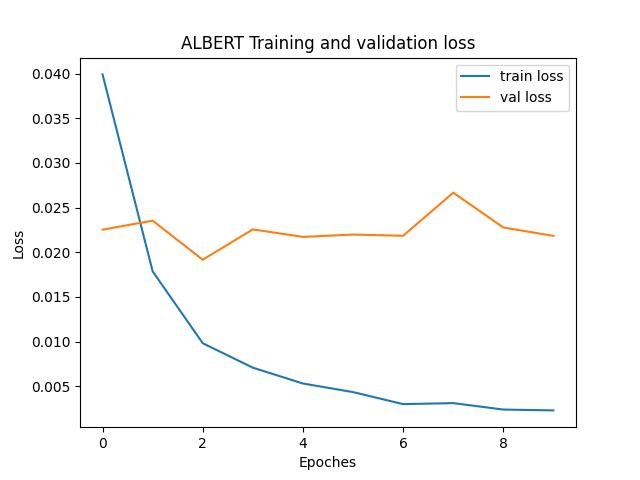 ALBERT Training and validation loss
train loss
val loss
0.040
0.035
0.030
0.025
0.020
0.015
0.010
0.005
Loss
0 2 4 6 8
Epoches